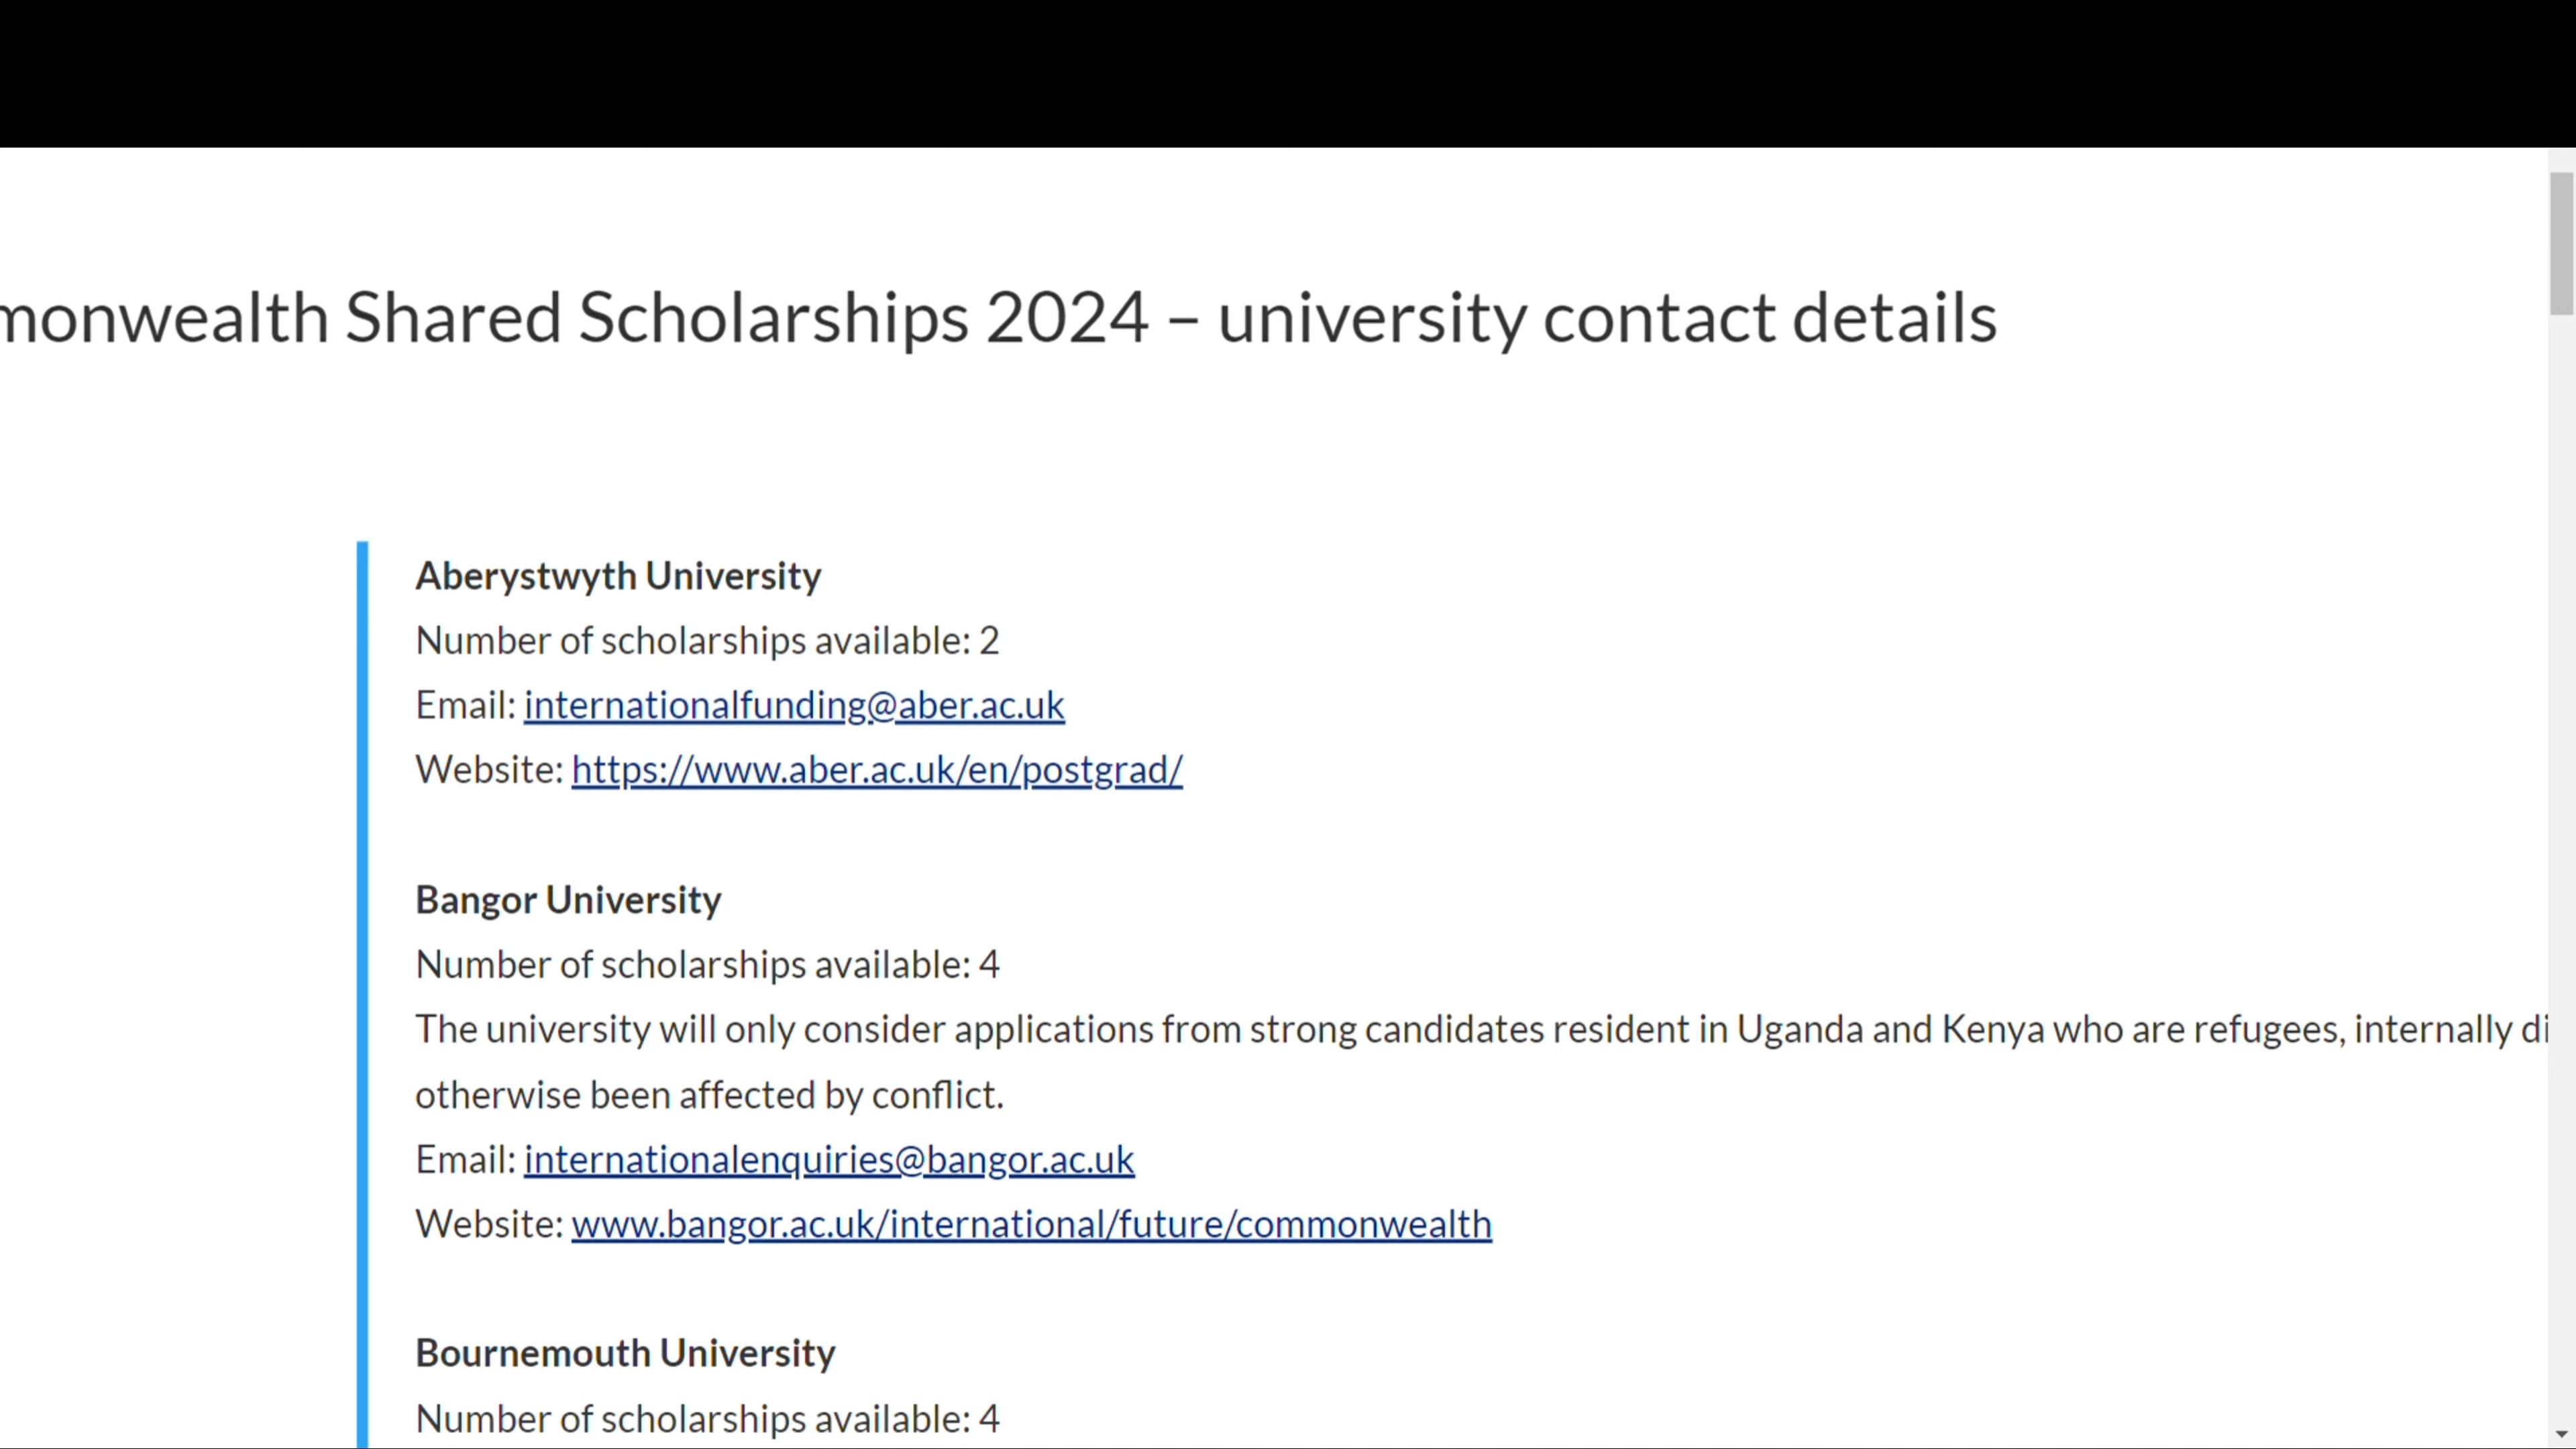 monwealth Shared Scholarships 2024 – university contact details
Aberystwyth University
Number of scholarships available: 2
Email: internationalfunding@aber.ac.uk
Website: https://www.aber.ac.uk/en/postgrad/
Bangor University
Number of scholarships available: 4
The university will only consider applications from strong candidates resident in Uganda and Kenya who are refugees, internally di
otherwise been affected by conflict.
Email: internationalenquiries@bangor.ac.uk
Website: www.bangor.ac.uk/international/future/commonwealth
Bournemouth University
Number of scholarships available: 4